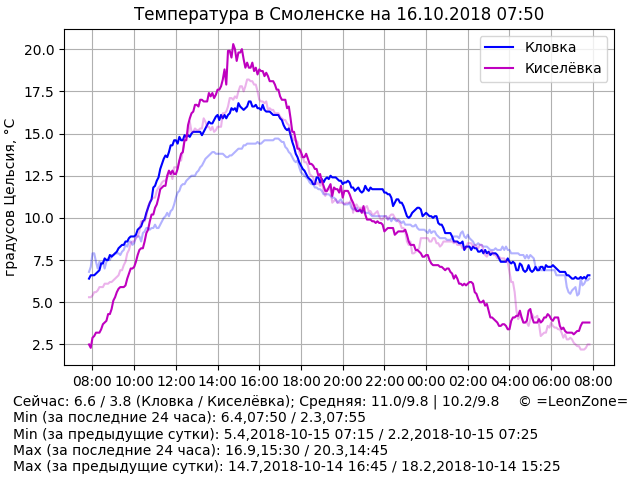 Температура в Смоленске на 16.10.2018 07:50
Кловка
Киселёвка
градусов Цельсия, °C
20.0
17.5
15.0
12.5
10.0
7.5
5.0
2.5
08:00 10:00 12:00 14:00 16:00 18:00 20:00 22:00 00:00 02:00 04:00 06:00 08:00
Сейчас: 6.6 / 3.8 (Кловка / Киселёвка); Средняя: 11.0/9.8 | 10.2/9.8 © =LeonZone=
Min (за последние 24 часа): 6.4,07:50 / 2.3,07:55
Min (за предыдущие сутки): 5.4,2018-10-15 07:15 / 2.2,2018-10-15 07:25
Max (за последние 24 часа): 16.9,15:30 / 20.3,14:45
Max (за предыдущие сутки): 14.7,2018-10-14 16:45 / 18.2,2018-10-14 15:25